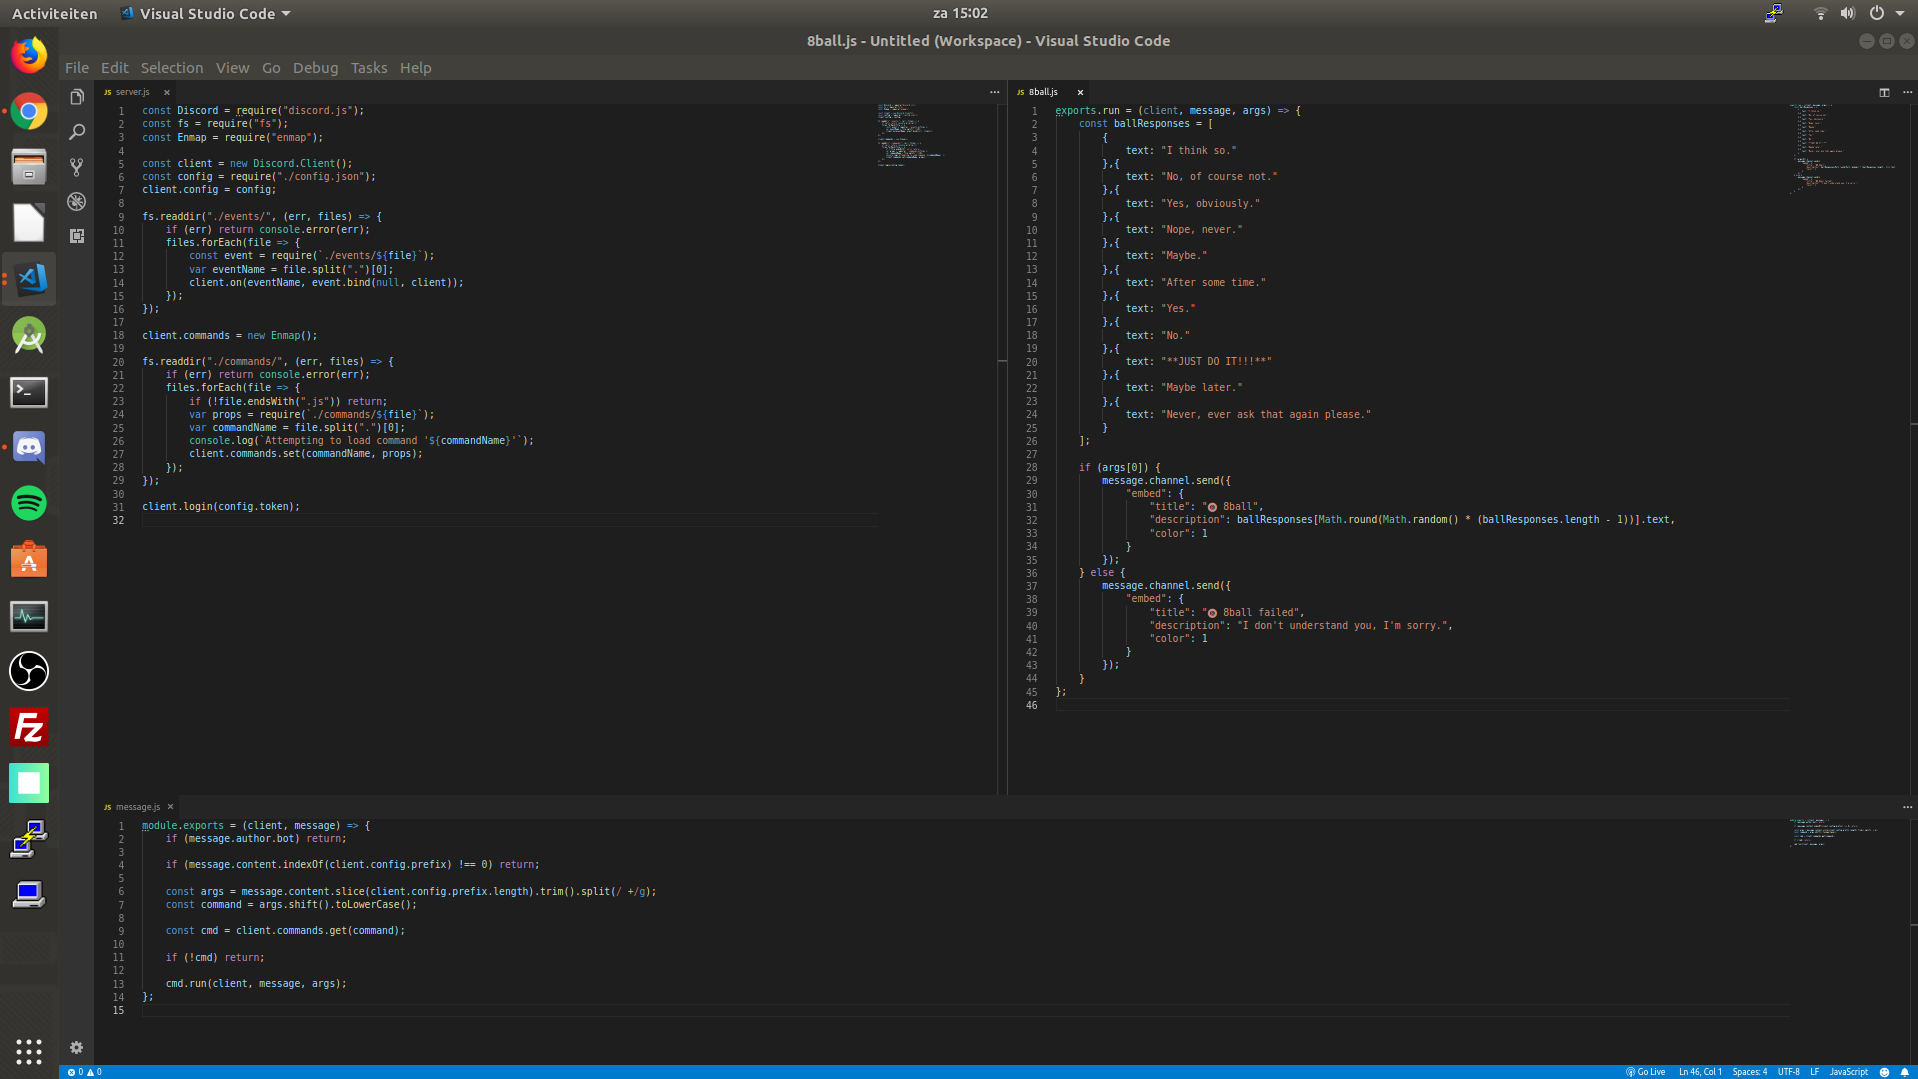 Activiteiten
Visual Studio Code
za 15:02
8ball.js - Untitled (Workspace) - Visual Studio Code
File Edit Selection View Go Debug Tasks Help
JS server.js
1 const Discord = require("discord.js");
2 const fs = require("fs");
3 const Enmap = require("enmap");
4
5 const client = new Discord.Client();
6 const config = require("./config.json");
7 client.config = config;
8
9 fs.readdir("./events/", (err, files) => {
10 if (err) return console.error(err);
11 files.forEach(file => {
12 const event = require(`./events/${file}`);
13 var eventName = file.split(".")[0];
14 client.on(eventName, event.bind(null, client));
15 });
16 });
17
18 client.commands = new Enmap();
19
20 fs.readdir("./commands/", (err, files) => {
21 if (err) return console.error(err);
22 files.forEach(file => {
23 if (!file.endsWith(".js")) return;
24 var props = require(`./commands/${file}`);
25 var commandName = file.split(".")[0];
26 console.log(`Attempting to load command '${commandName}'`);
27 client.commands.set(commandName, props);
28 });
29 });
30
31 client.login(config.token);
32
JS 8ball.js
1 exports.run = (client, message, args) => {
2 const ballResponses = [
3 {
4 text: "I think so."
5 },{
6 text: "No, of course not."
7 },{
8 text: "Yes, obviously."
9 },{
10 text: "Nope, never."
11 },{
12 text: "Maybe."
13 },{
14 text: "After some time."
15 },{
16 text: "Yes."
17 },{
18 text: "No."
19 },{
20 text: "**JUST DO IT!!!**"
21 },{
22 text: "Maybe later."
23 },{
24 text: "Never, ever ask that again please."
25 }
26 ];
27
28 if (args[0]) {
29 message.channel.send({
30 "embed": {
31 "title": "🎱 8ball",
32 "description": ballResponses[Math.round(Math.random() * (ballResponses.length - 1))].text,
33 "color": 1
34 }
35 });
36 } else {
37 message.channel.send({
38 "embed": {
39 "title": "🎱 8ball failed",
40 "description": "I don't understand you, I'm sorry.",
41 "color": 1
42 }
43 });
44 }
45 };
46
JS message.js
1 module.exports = (client, message) => {
2 if (message.author.bot) return;
3
4 if (message.content.indexOf(client.config.prefix) !== 0) return;
5
6 const args = message.content.slice(client.config.prefix.length).trim().split(/ +/g);
7 const command = args.shift().toLowerCase();
8
9 const cmd = client.commands.get(command);
10
11 if (!cmd) return;
12
13 cmd.run(client, message, args);
14 };
15
0 0
Go Live Ln 46, Col 1 Spaces: 4 UTF-8 LF JavaScript